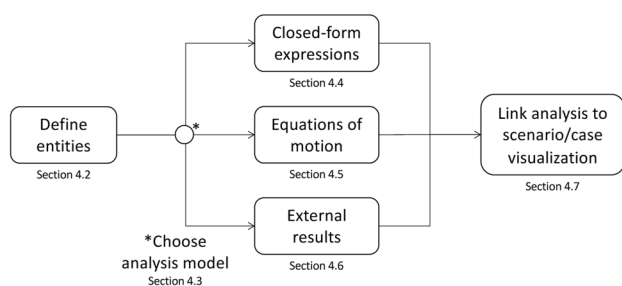 Define
entities
Section 4.2
*
*Choose
analysis model
Section 4.3
Closed-form
expressions
Section 4.4
Equations of
motion
Section 4.5
External
results
Section 4.6
Link analysis to
scenario/case
visualization
Section 4.7